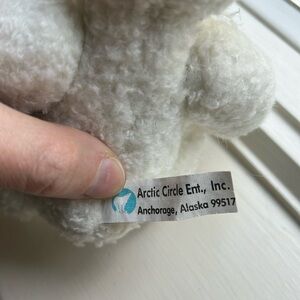 Arctic Circle Ent., Inc.
Anchorage, Alaska 99517